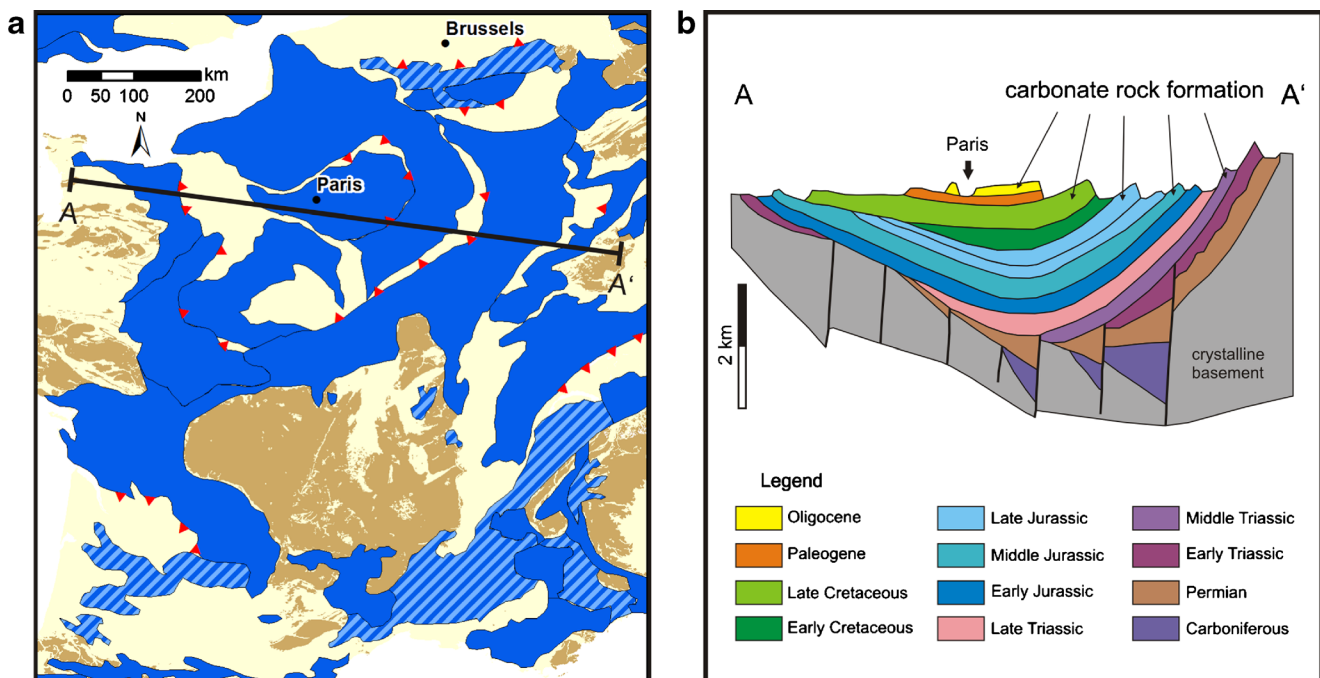 a
Brussels
km
0 50 100 200
N
Paris
A
A'
b
A
carbonate rock formation
A'
Paris
2 km
crystalline
basement
Legend
Oligocene
Paleogene
Late Cretaceous
Early Cretaceous
Late Jurassic
Middle Jurassic
Early Jurassic
Late Triassic
Middle Triassic
Early Triassic
Permian
Carboniferous